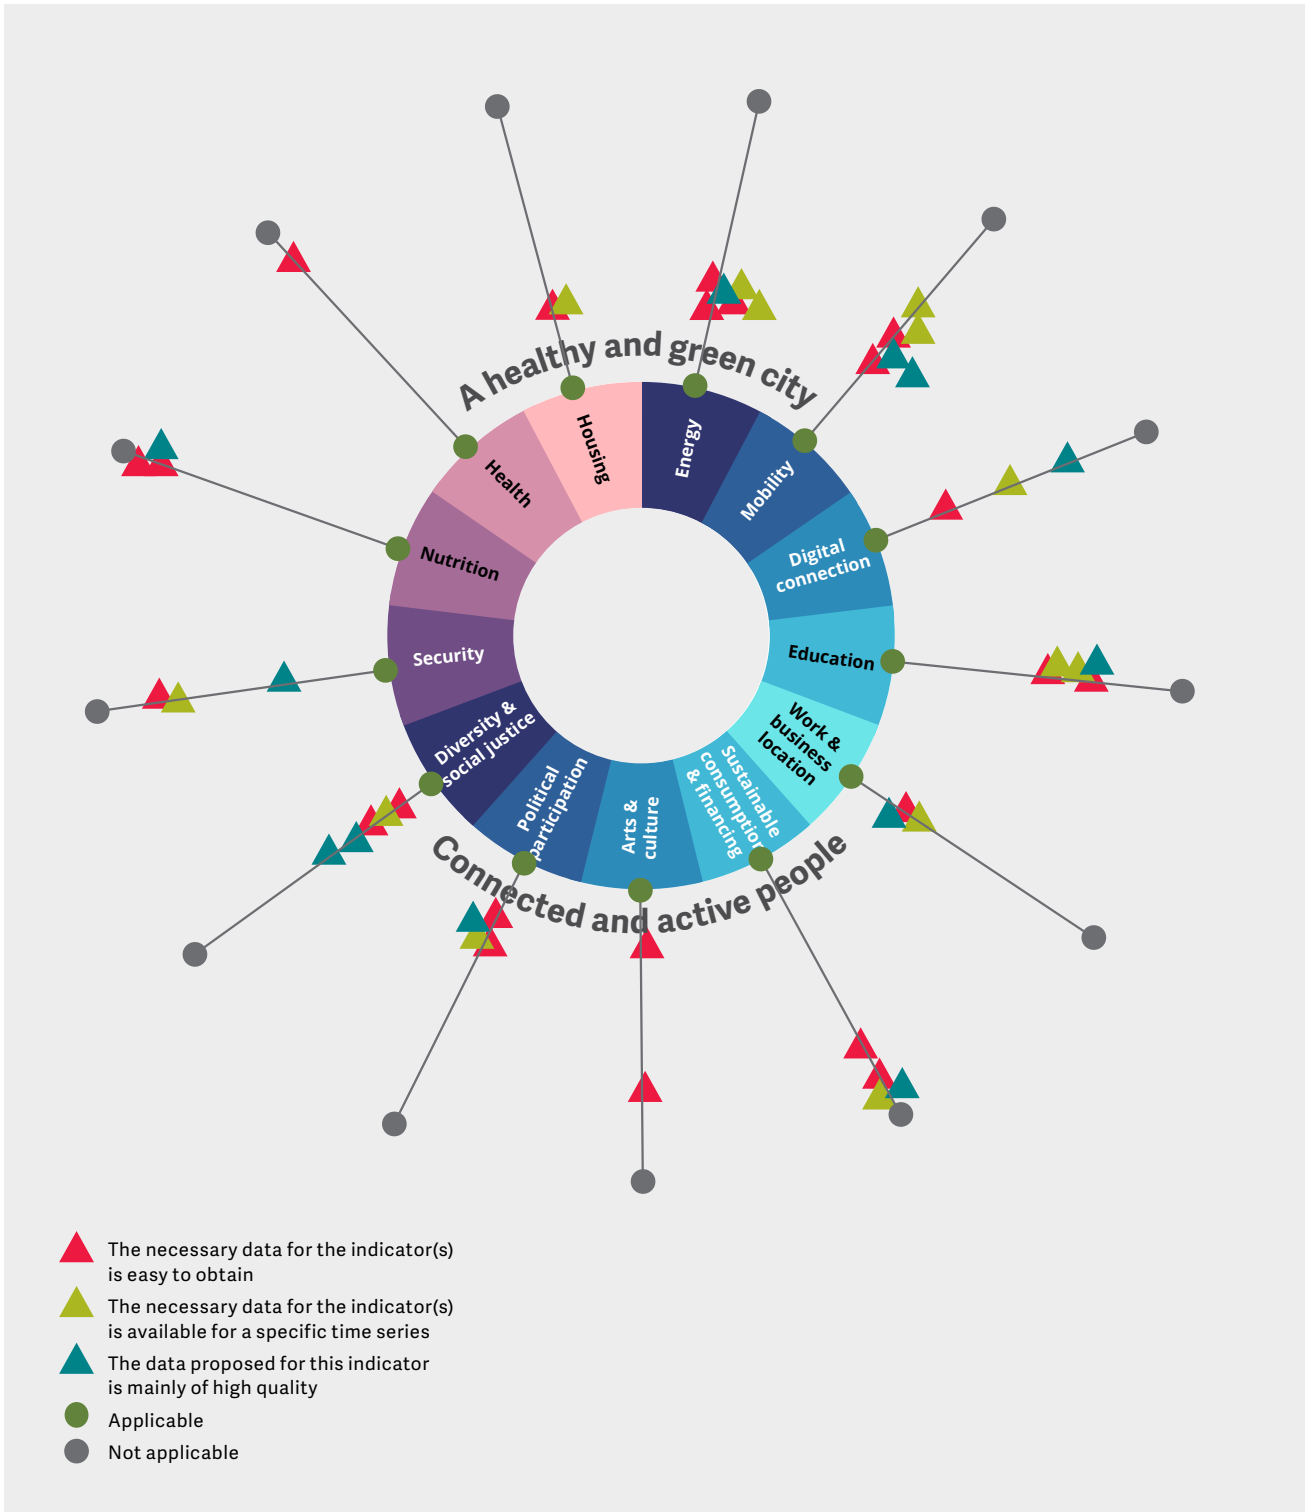 A healthy and green city
Housing
Energy
Health
Mobility
Nutrition
Digital
connection
Security
Education
Diversity &
social justice
Work &
business
location
Political
participation
Arts &
culture
Sustainable
consumption
& financing
Connected and active people
The necessary data for the indicator(s)
is easy to obtain
The necessary data for the indicator(s)
is available for a specific time series
The data proposed for this indicator
is mainly of high quality
Applicable
Not applicable